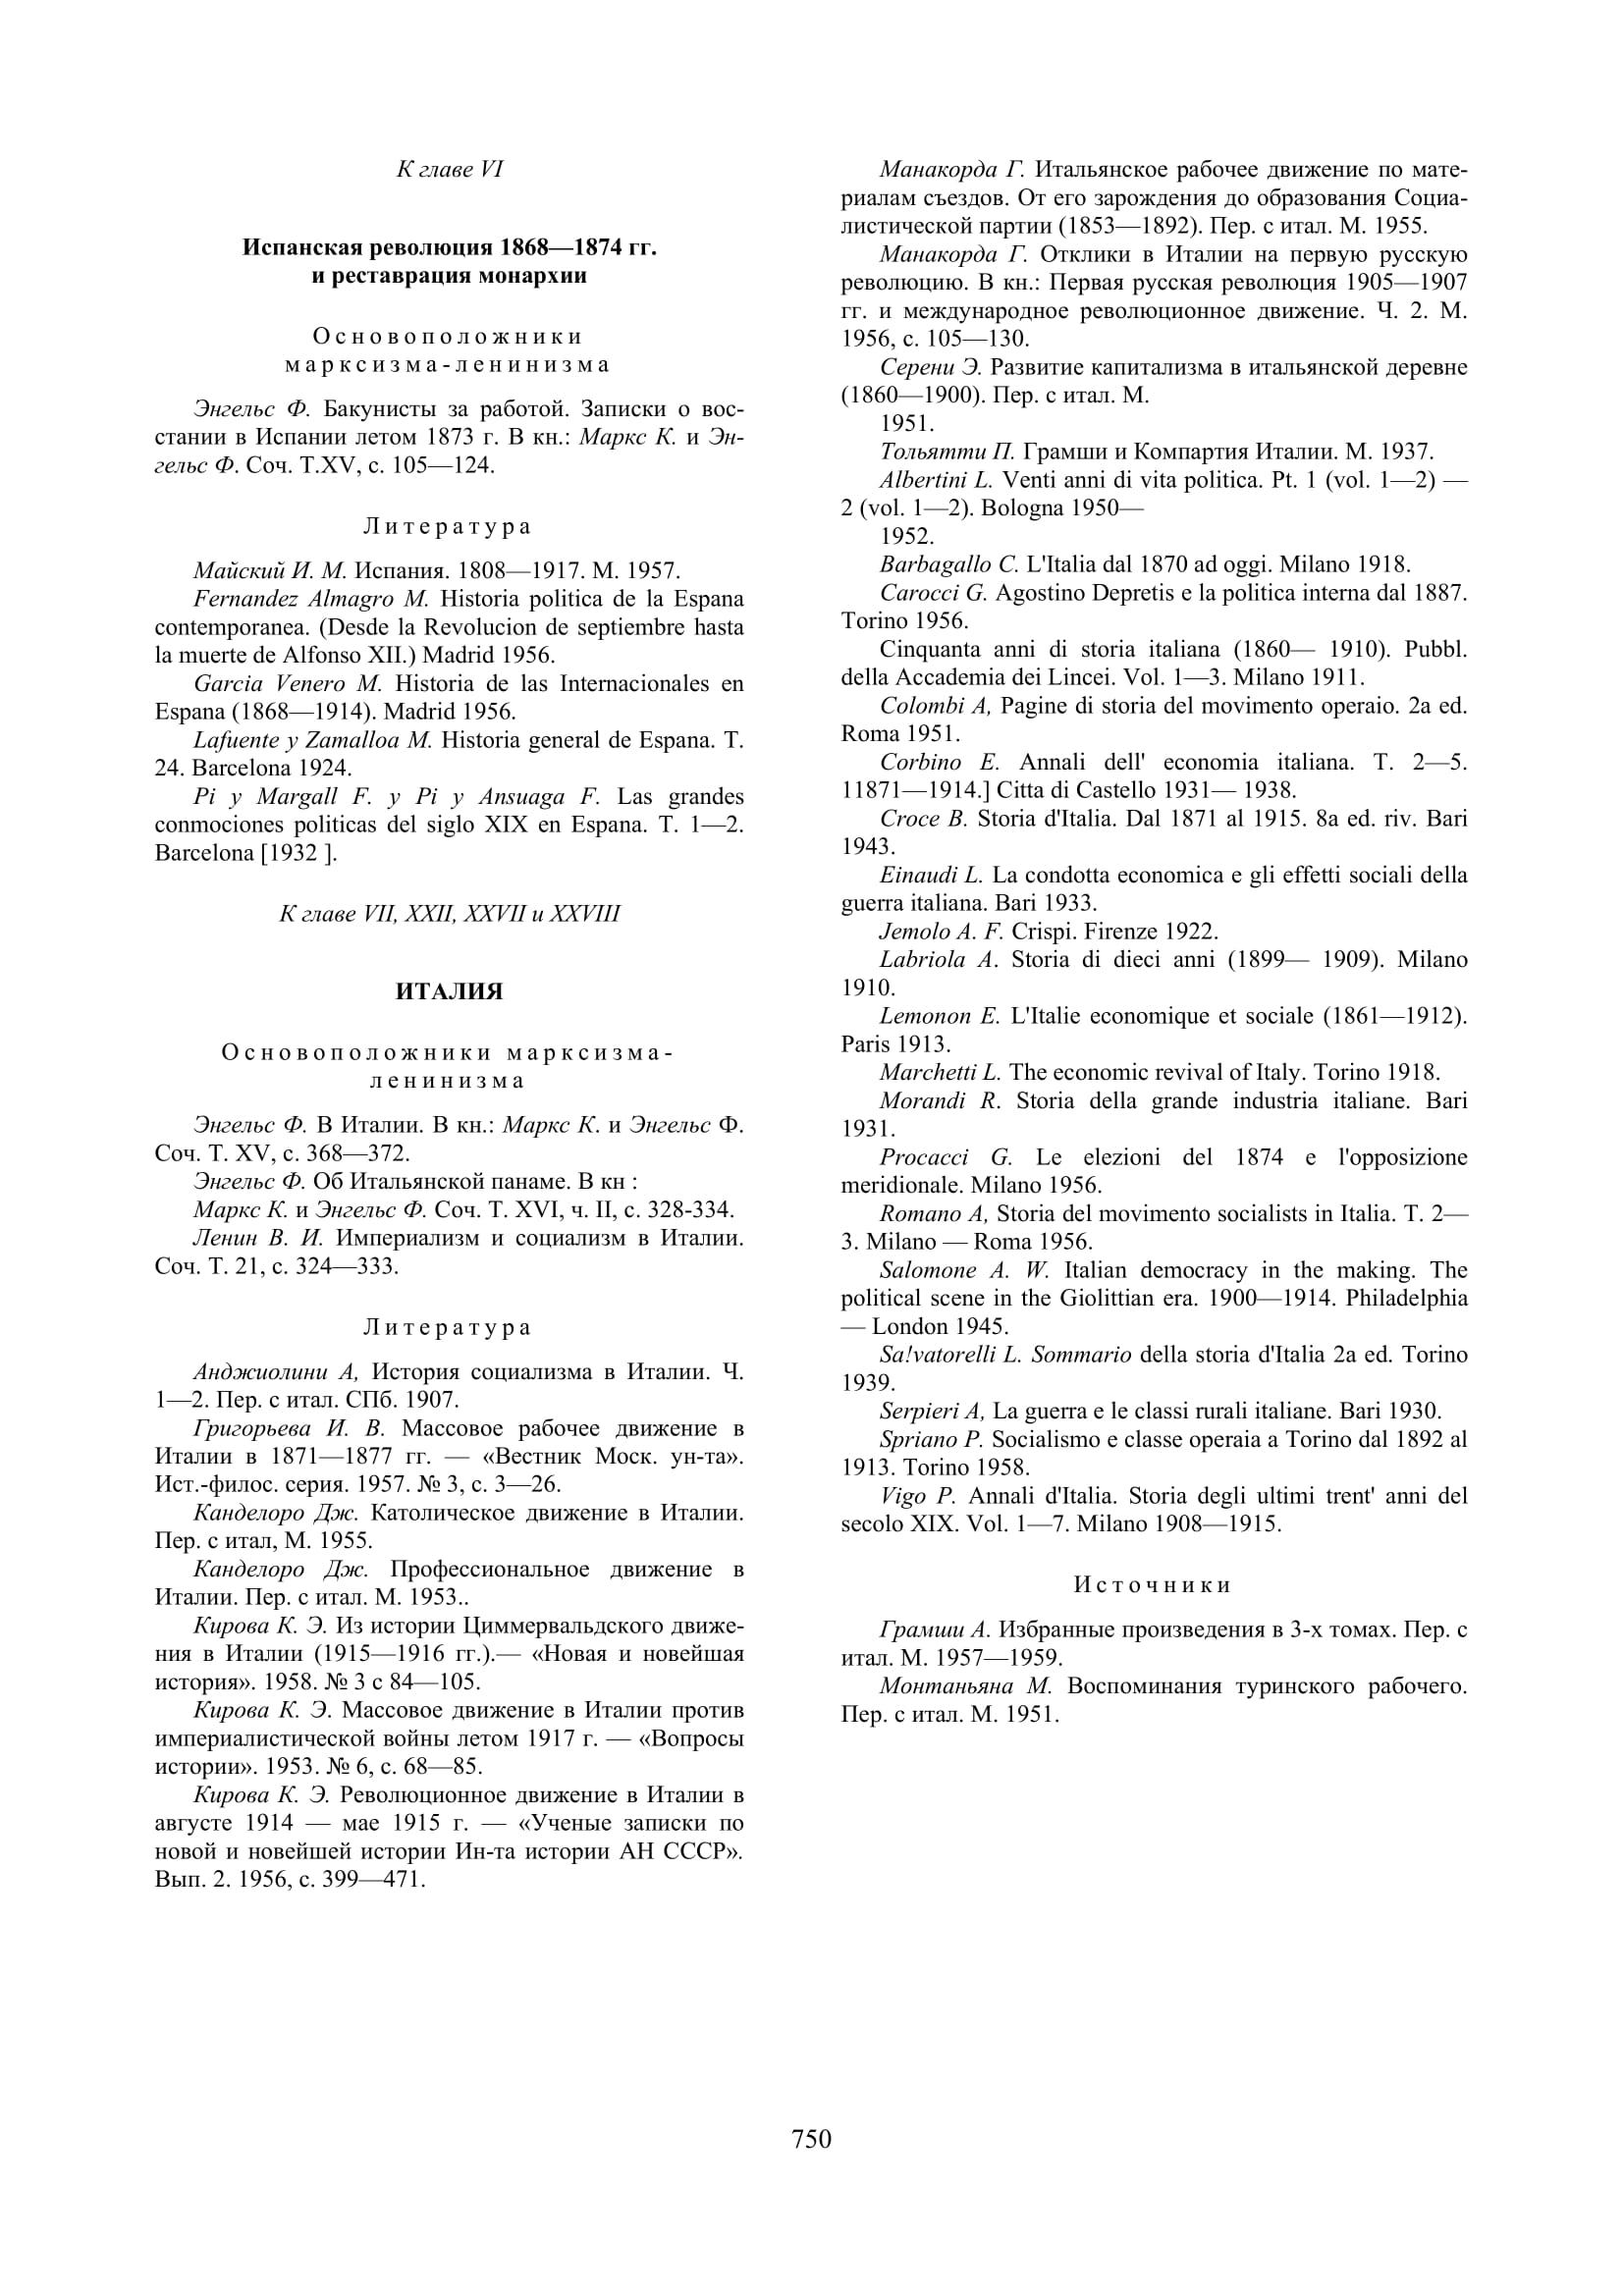 К главе VI
Испанская революция 1868—1874 гг.
и реставрация монархии
Основоположники
марксизма-ленинизма
Энгельс Ф. Бакунисты за работой. Записки о вос-
стании в Испании летом 1873 г. В кн.: Маркс К. и Эн-
гельс Ф. Соч. Т.XV, с. 105—124.
Литература
Майский И. М. Испания. 1808—1917. М. 1957.
Fernandez Almagro M. Historia politica de la Espana
contemporanea. (Desde la Revolucion de septiembre hasta
la muerte de Alfonso XII.) Madrid 1956.
Garcia Venero M. Historia de las Internacionales en
Espana (1868—1914). Madrid 1956.
Lafuente y Zamalloa M. Historia general de Espana. T.
24. Barcelona 1924.
Pi y Margall F. y Pi y Ansuaga F. Las grandes
conmociones politicas del siglo XIX en Espana. T. 1—2.
Barcelona [1932 ].
К главе VII, XXII, XXVII и XXVIII
ИТАЛИЯ
Основоположники марксизма-
ленинизма
Энгельс Ф. В Италии. В кн.: Маркс К. и Энгельс Ф.
Соч. Т. XV, с. 368—372.
Энгельс Ф. Об Итальянской панаме. В кн :
Маркс К. и Энгельс Ф. Соч. Т. XVI, ч. II, с. 328-334.
Ленин В. И. Империализм и социализм в Италии.
Соч. Т. 21, с. 324—333.
Литература
Анджиолини А, История социализма в Италии. Ч.
1—2. Пер. с итал. СПб. 1907.
Григорьева И. В. Массовое рабочее движение в
Италии в 1871—1877 гг. — «Вестник Моск. ун-та».
Ист.-филос. серия. 1957. № 3, с. 3—26.
Канделоро Дж. Католическое движение в Италии.
Пер. с итал, М. 1955.
Канделоро Дж. Профессиональное движение в
Италии. Пер. с итал. М. 1953..
Кирова К. Э. Из истории Циммервальдского движе-
ния в Италии (1915—1916 гг.).— «Новая и новейшая
история». 1958. № 3 с 84—105.
Кирова К. Э. Массовое движение в Италии против
империалистической войны летом 1917 г. — «Вопросы
истории». 1953. № 6, с. 68—85.
Кирова К. Э. Революционное движение в Италии в
августе 1914 — мае 1915 г. — «Ученые записки по
новой и новейшей истории Ин-та истории АН СССР».
Вып. 2. 1956, с. 399—471.
Манакорда Г. Итальянское рабочее движение по мате-
риалам съездов. От его зарождения до образования Социа-
листической партии (1853—1892). Пер. с итал. М. 1955.
Манакорда Г. Отклики в Италии на первую русскую
революцию. В кн.: Первая русская революция 1905—1907
гг. и международное революционное движение. Ч. 2. М.
1956, с. 105—130.
Серени Э. Развитие капитализма в итальянской деревне
(1860—1900). Пер. с итал. М.
1951.
Тольятти П. Грамши и Компартия Италии. М. 1937.
Albertini L. Venti anni di vita politica. Pt. 1 (vol. 1—2) —
2 (vol. 1—2). Bologna 1950—
1952.
Barbagallo C. L'Italia dal 1870 ad oggi. Milano 1918.
Carocci G. Agostino Depretis e la politica interna dal 1887.
Torino 1956.
Cinquanta anni di storia italiana (1860— 1910). Pubbl.
della Accademia dei Lincei. Vol. 1—3. Milano 1911.
Colombi A, Pagine di storia del movimento operaio. 2a ed.
Roma 1951.
Corbino E. Annali dell' economia italiana. T. 2—5.
11871—1914.] Citta di Castello 1931— 1938.
Croce B. Storia d'Italia. Dal 1871 al 1915. 8a ed. riv. Bari
1943.
Einaudi L. La condotta economica e gli effetti sociali della
guerra italiana. Bari 1933.
Jemolo A. F. Crispi. Firenze 1922.
Labriola A. Storia di dieci anni (1899— 1909). Milano
1910.
Lemonon E. L'Italie economique et sociale (1861—1912).
Paris 1913.
Marchetti L. The economic revival of Italy. Torino 1918.
Morandi R. Storia della grande industria italiane. Bari
1931.
Procacci G. Le elezioni del 1874 e l'opposizione
meridionale. Milano 1956.
Romano A, Storia del movimento socialists in Italia. T. 2—
3. Milano — Roma 1956.
Salomone A. W. Italian democracy in the making. The
political scene in the Giolittian era. 1900—1914. Philadelphia
— London 1945.
Sa!vatorelli L. Sommario della storia d'Italia 2a ed. Torino
1939.
Serpieri A, La guerra e le classi rurali italiane. Bari 1930.
Spriano P. Socialismo e classe operaia a Torino dal 1892 al
1913. Torino 1958.
Vigo P. Annali d'Italia. Storia degli ultimi trent' anni del
secolo XIX. Vol. 1—7. Milano 1908—1915.
Источники
Грамши А. Избранные произведения в 3-х томах. Пер. с
итал. М. 1957—1959.
Монтаньяна М. Воспоминания туринского рабочего.
Пер. с итал. М. 1951.
750